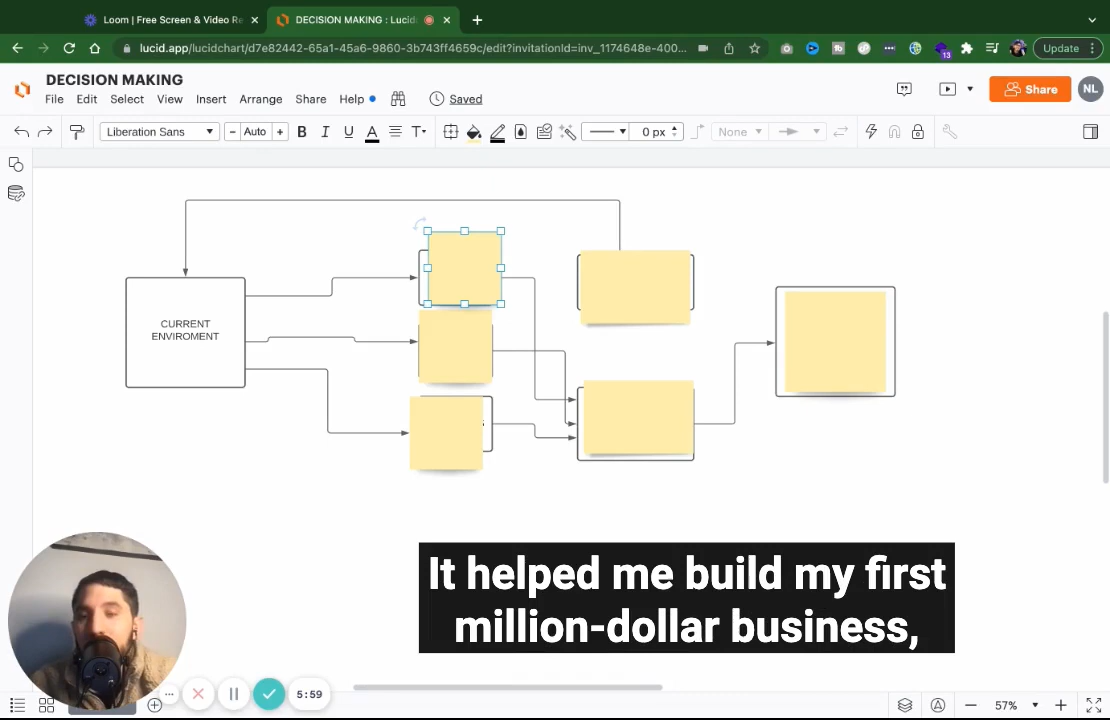 Loom | Free Screen & Video Re
DECISION MAKING : Lucid
lucid.app/lucidchart/d7e82442-65a1-45a6-9860-3b743ff4659c/edit?invitationId=inv_1174648e-400...
13
Update
DECISION MAKING
File Edit Select View Insert Arrange Share Help Saved
Share
NL
Liberation Sans - Auto + B I U A T 0 px None
CURRENT
ENVIROMENT
S
It helped me build my first
million-dollar business,
5:59
57%